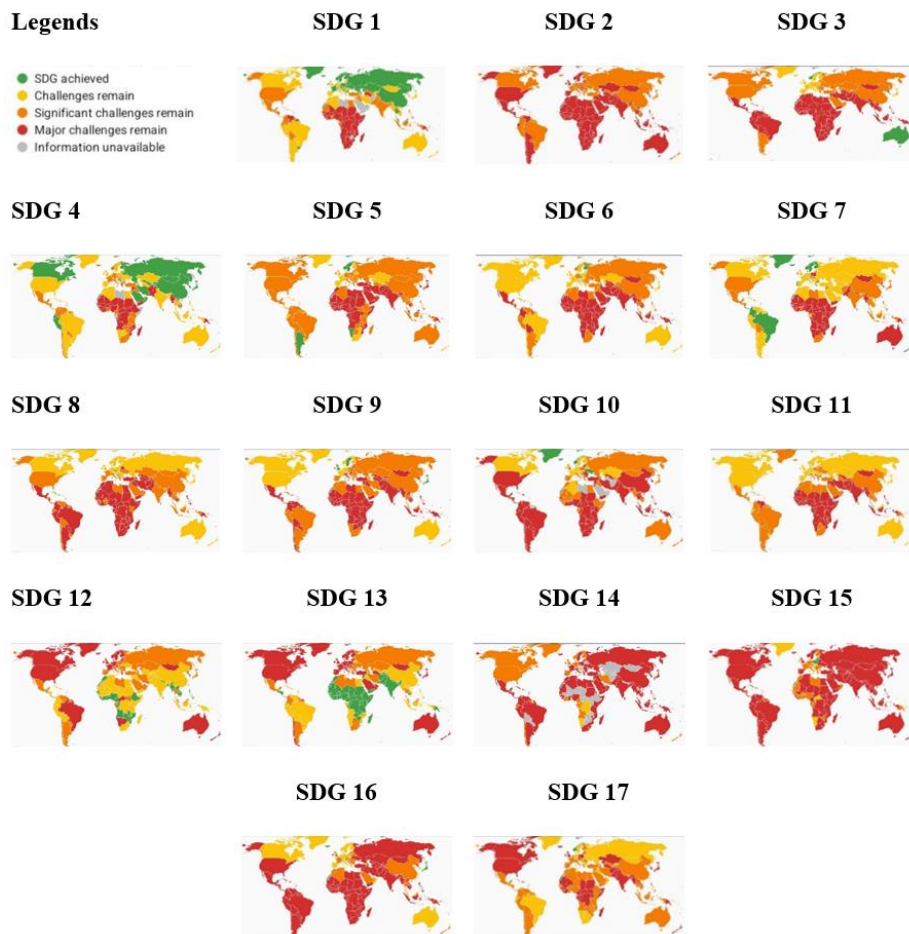 Legends
SDG 1
SDG 2
SDG 3
SDG achieved
Challenges remain
Significant challenges remain
Major challenges remain
Information unavailable
SDG 4
SDG 5
SDG 6
SDG 7
SDG 8
SDG 9
SDG 10
SDG 11
SDG 12
SDG 13
SDG 14
SDG 15
SDG 16
SDG 17